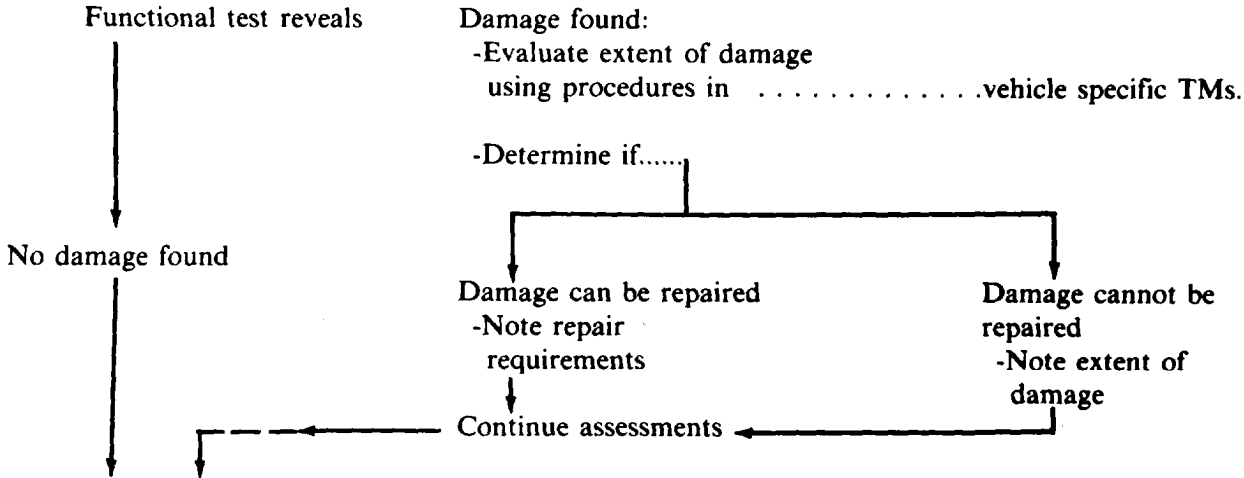 Functional test reveals
Damage found:
-Evaluate extent of damage
using procedures in . . . . . . . . . . . . . vehicle specific TMs.
-Determine if......
No damage found
Damage can be repaired
-Note repair
requirements
Damage cannot be
repaired
-Note extent of
damage
Continue assessments